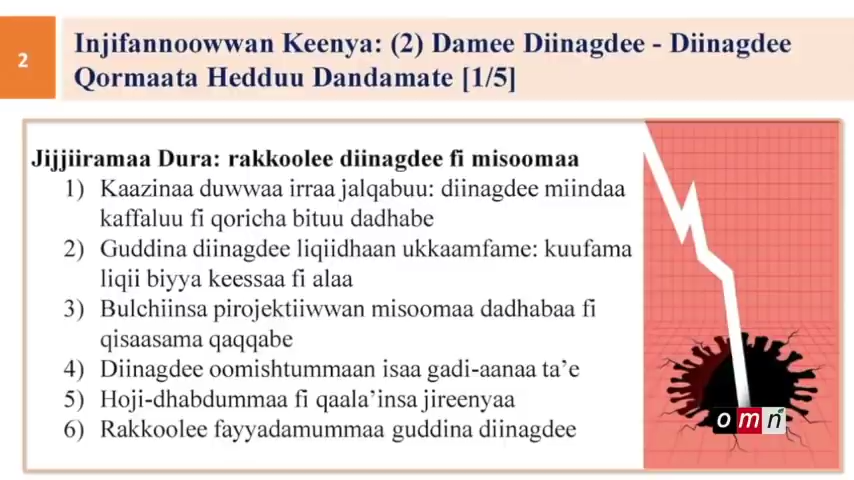 2
Injifannoowwan Keenya: (2) Damee Diinagdee - Diinagdee
Qormaata Hedduu Dandamate [1/5]
Jijjiiramaa Dura: rakkoolee diinagdee fi misoomaa
1) Kaazinaa duwwaa irraa jalqabuu: diinagdee miindaa
kaffaluu fi qoricha bituu dadhabe
2) Guddina diinagdee liqiidhaan ukkaamfame: kuufama
liqii biyya keessaa fi alaa
3) Bulchiinsa pirojektiiwwan misoomaa dadhabaa fi
qisaasama qaqqabe
4) Diinagdee oomishtummaan isaa gadi-aanaa ta’e
5) Hoji-dhabdummaa fi qaala’insa jireenyaa
6) Rakkoolee fayyadamummaa guddina diinagdee
omn